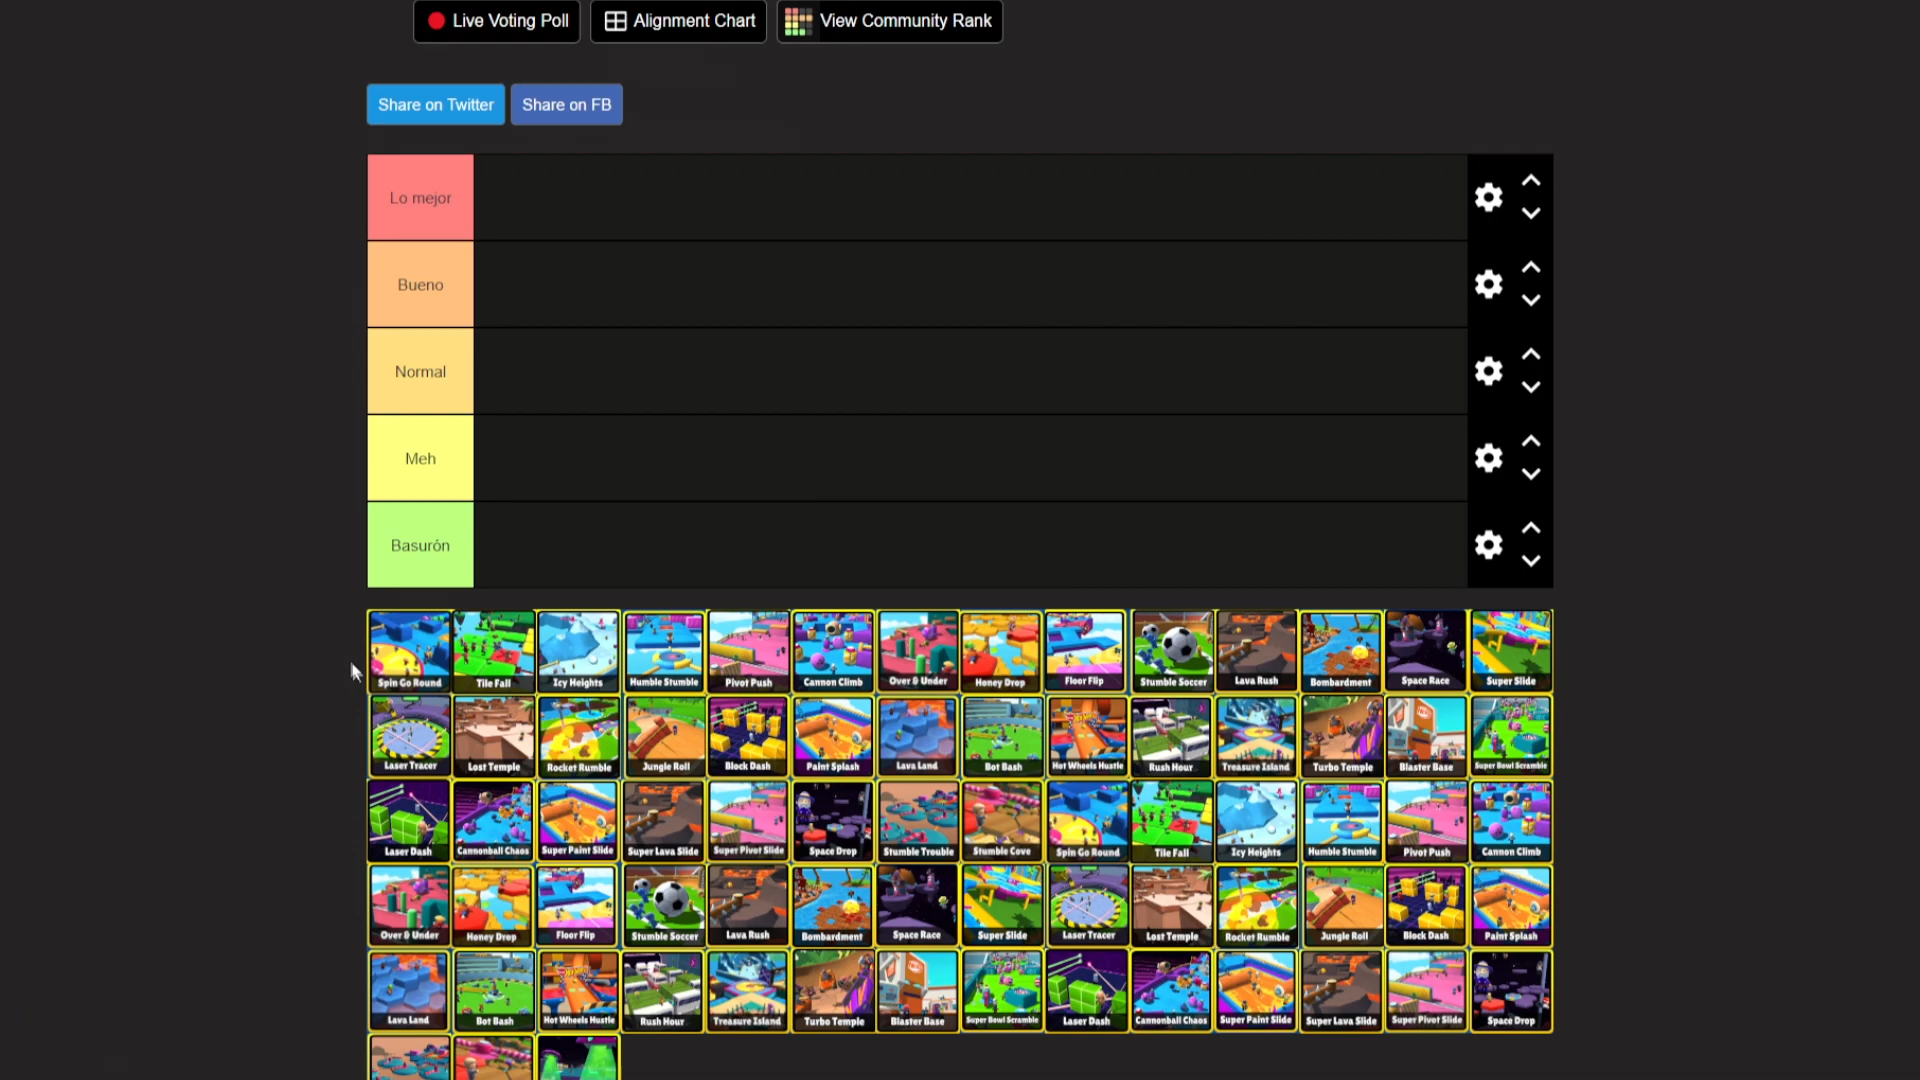 Live Voting Poll Alignment Chart View Community Rank
Share on Twitter Share on FB
Lo mejor
Bueno
Normal
Meh
Basurón
Spin Go Round Tile Fall Icy Heights Humble Stumble Pivot Push Cannon Climb Over & Under Honey Drop Floor Flip Stumble Soccer Lava Rush Bombardment Space Race Super Slide
Laser Tracer Lost Temple Rocket Rumble Jungle Roll Block Dash Paint Splash Lava Land Bot Bash Hot Wheels Hustle Rush Hour Treasure Island Turbo Temple Blaster Base Super Bowl Scramble
Laser Dash Cannonball Chaos Super Paint Slide Super Lava Slide Super Pivot Slide Space Drop Stumble Trouble Stumble Cove Spin Go Round Tile Fall Icy Heights Humble Stumble Pivot Push Cannon Climb
Over & Under Honey Drop Floor Flip Stumble Soccer Lava Rush Bombardment Space Race Super Slide Laser Tracer Lost Temple Rocket Rumble Jungle Roll Block Dash Paint Splash
Lava Land Bot Bash Hot Wheels Hustle Rush Hour Treasure Island Turbo Temple Blaster Base Super Bowl Scramble Laser Dash Cannonball Chaos Super Paint Slide Super Lava Slide Super Pivot Slide Space Drop